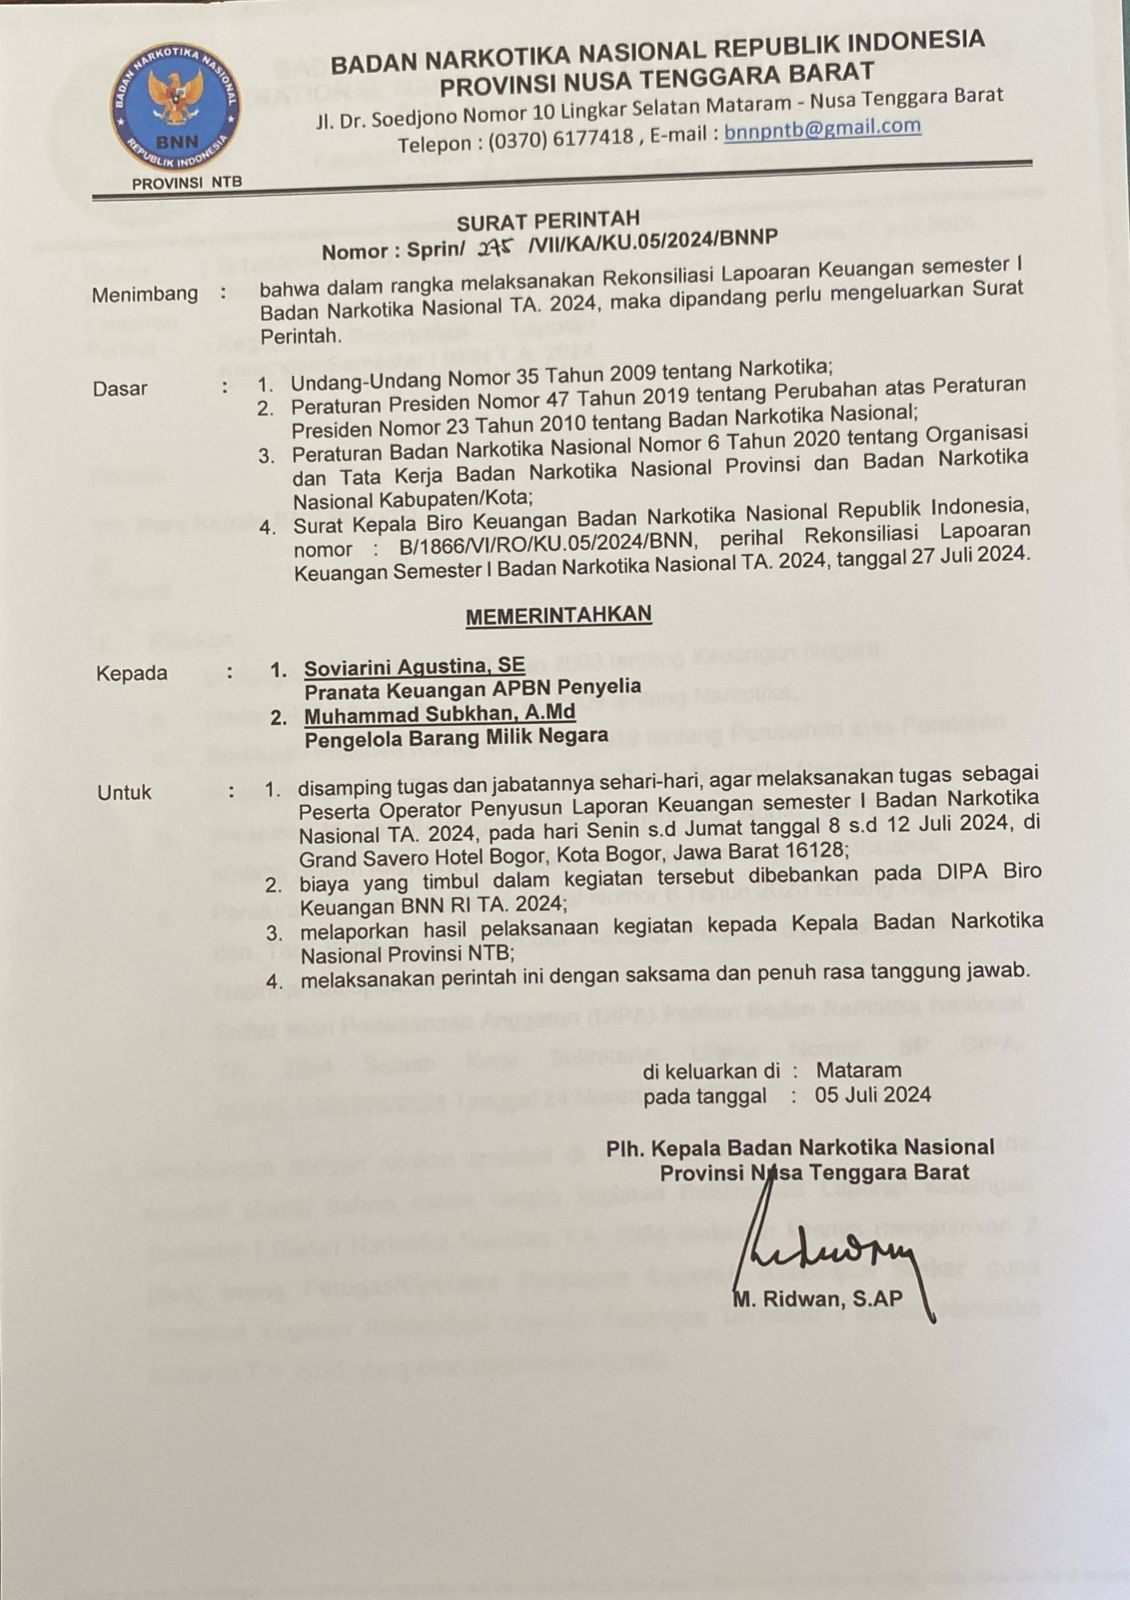 BADAN NARKOTIKA NASIONAL
BNN
REPUBLIK INDONESIA
PROVINSI NTB
BADAN NARKOTIKA NASIONAL REPUBLIK INDONESIA
PROVINSI NUSA TENGGARA BARAT
Jl. Dr. Soedjono Nomor 10 Lingkar Selatan Mataram - Nusa Tenggara Barat
Telepon : (0370) 6177418 , E-mail : bnnpntb@gmail.com
SURAT PERINTAH
Nomor : Sprin/ 275 /VII/KA/KU.05/2024/BNNP
Menimbang : bahwa dalam rangka melaksanakan Rekonsiliasi Lapoaran Keuangan semester I
Badan Narkotika Nasional TA. 2024, maka dipandang perlu mengeluarkan Surat
Perintah.
Dasar : 1. Undang-Undang Nomor 35 Tahun 2009 tentang Narkotika;
2. Peraturan Presiden Nomor 47 Tahun 2019 tentang Perubahan atas Peraturan
Presiden Nomor 23 Tahun 2010 tentang Badan Narkotika Nasional;
3. Peraturan Badan Narkotika Nasional Nomor 6 Tahun 2020 tentang Organisasi
dan Tata Kerja Badan Narkotika Nasional Provinsi dan Badan Narkotika
Nasional Kabupaten/Kota;
4. Surat Kepala Biro Keuangan Badan Narkotika Nasional Republik Indonesia,
nomor : B/1866/VI/RO/KU.05/2024/BNN, perihal Rekonsiliasi Lapoaran
Keuangan Semester I Badan Narkotika Nasional TA. 2024, tanggal 27 Juli 2024.
MEMERINTAHKAN
Kepada : 1. Soviarini Agustina, SE
Pranata Keuangan APBN Penyelia
2. Muhammad Subkhan, A.Md
Pengelola Barang Milik Negara
Untuk : 1. disamping tugas dan jabatannya sehari-hari, agar melaksanakan tugas sebagai
Peserta Operator Penyusun Laporan Keuangan semester I Badan Narkotika
Nasional TA. 2024, pada hari Senin s.d Jumat tanggal 8 s.d 12 Juli 2024, di
Grand Savero Hotel Bogor, Kota Bogor, Jawa Barat 16128;
2. biaya yang timbul dalam kegiatan tersebut dibebankan pada DIPA Biro
Keuangan BNN RI TA. 2024;
3. melaporkan hasil pelaksanaan kegiatan kepada Kepala Badan Narkotika
Nasional Provinsi NTB;
4. melaksanakan perintah ini dengan saksama dan penuh rasa tanggung jawab.
di keluarkan di : Mataram
pada tanggal : 05 Juli 2024
Plh. Kepala Badan Narkotika Nasional
Provinsi Nusa Tenggara Barat
M. Ridwan, S.AP